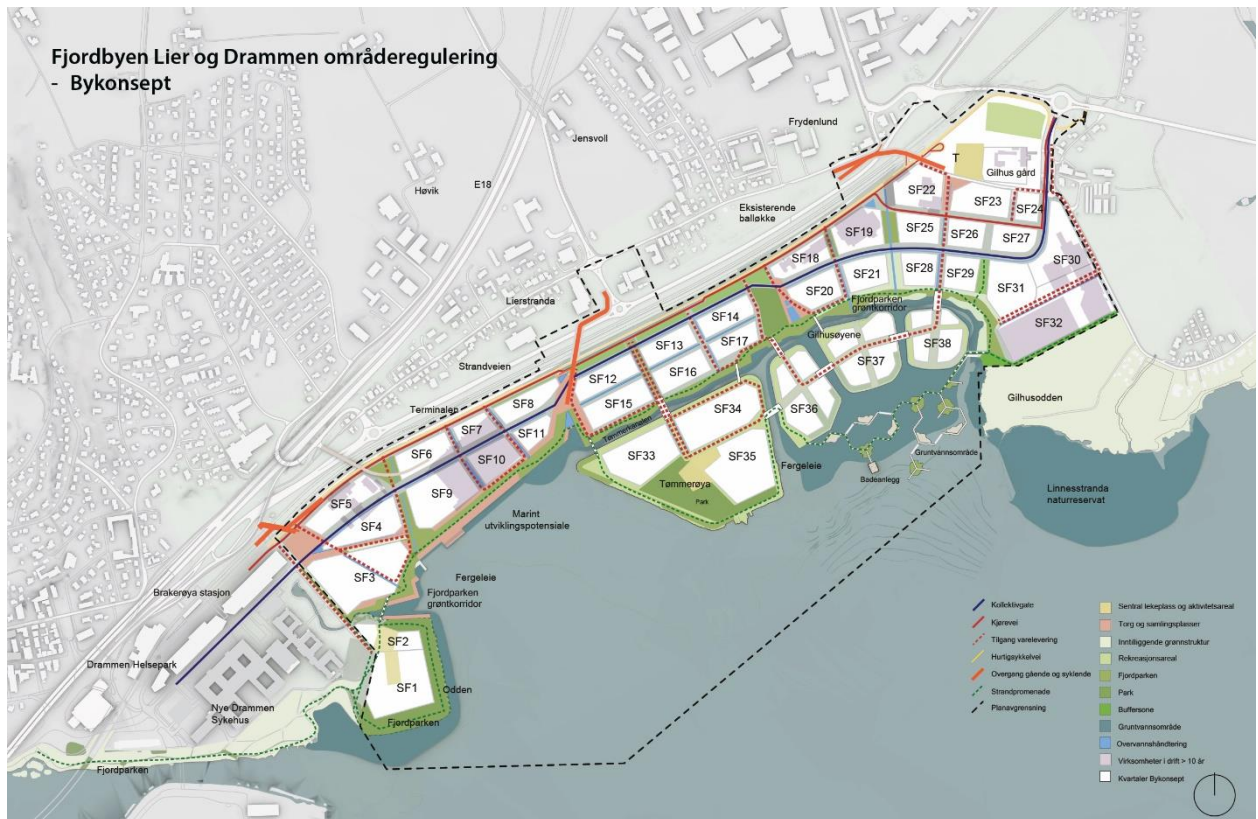 Fjordbyen Lier og Drammen områderegulering
- Bykonsept
Frydenlund
Jensvoll
Høvik
E18
T
Gilhus gård
SF22
SF23
SF24
Eksisterende
balløkke
SF19
SF25
SF26
SF27
SF18
SF30
SF21
SF28
SF29
SF31
SF20
Fjordparken
grøntkorridor
Lierstranda
SF14
SF32
SF13
SF17
Gilhusøyene
SF38
SF37
Strandveien
SF12
SF16
SF8
SF15
SF34
SF36
Gilhusodden
Terminalen
SF7
SF11
Tømmerkanalen
SF6
SF10
SF33
SF35
Fergeleie
Gruntvannsområde
SF9
Tømmerøya
Badeanlegg
SF5
Park
Linnesstranda
naturreservat
SF4
Marint
utviklingspotensiale
SF3
Fergeleie
Brakerøya stasjon
Fjordparken
grøntkorridor
SF2
Drammen Helsepark
SF1
Odden
Nye Drammen
Sykehus
Fjordparken
Fjordparken
Kollektivgate
Kjørevei
Tilgang varelevering
Hurtigsykkelvei
Overgang gående og syklende
Strandpromenade
Planavgrensning
Sentral lekeplass og aktivitetsareal
Torg og samlingsplasser
Inntilliggende grønnstruktur
Rekreasjonsareal
Fjordparken
Park
Buffersone
Gruntvannsområde
Overvannshåndtering
Virksomheter i drift > 10 år
Kvartaler Bykonsept